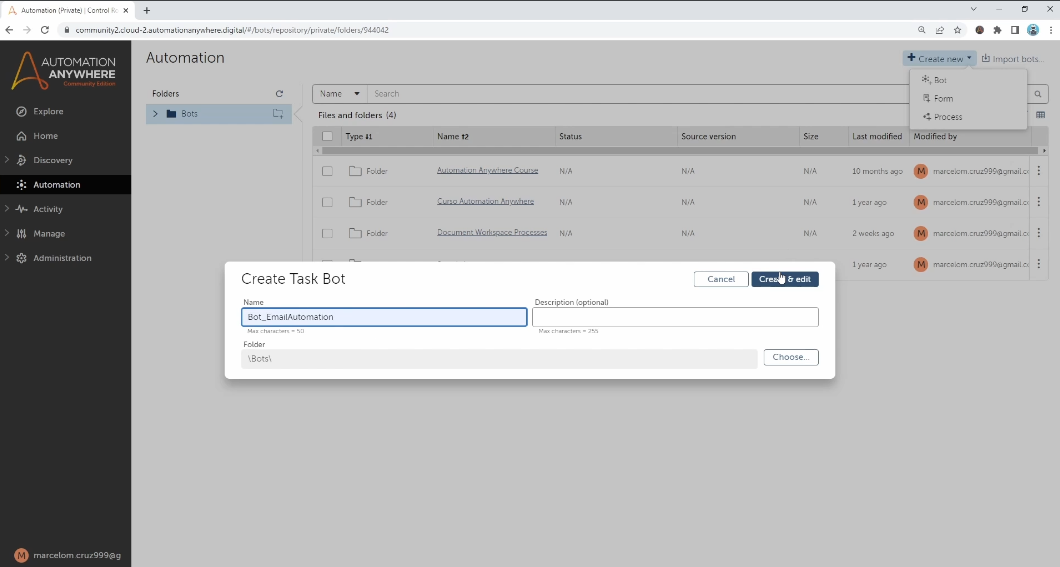 Automation (Private) | Control Ro
community2.cloud-2.automationanywhere.digital/#/bots/repository/private/folders/944042
AUTOMATION
ANYWHERE
Community Edition
Explore
Home
Discovery
Automation
Activity
Manage
Administration
marcelom.cruz999@g
Automation
Create new
Import bots...
Bot
Form
Process
Folders
Bots
Name
Search
Files and folders (4)
Type Name Status Source version Size Last modified Modified by
Folder Automation Anywhere Course N/A N/A N/A 10 months ago M marcelom.cruz999@gmail.co
Folder Curso Automation Anywhere N/A N/A N/A 1 year ago M marcelom.cruz999@gmail.co
Folder Document Workspace Processes N/A N/A N/A 2 weeks ago M marcelom.cruz999@gmail.co
1 year ago M marcelom.cruz999@gmail.co
Create Task Bot
Cancel
& edit
Name
Bot_EmailAutomation
Max characters = 50
Description (optional)
Max characters = 255
Folder
\Bots\
Choose...
M